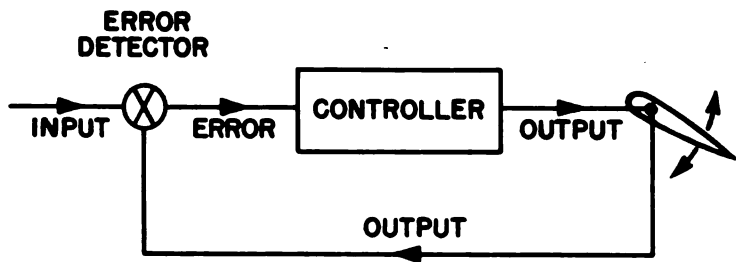 ERROR
DETECTOR
INPUT
ERROR
CONTROLLER
OUTPUT
OUTPUT